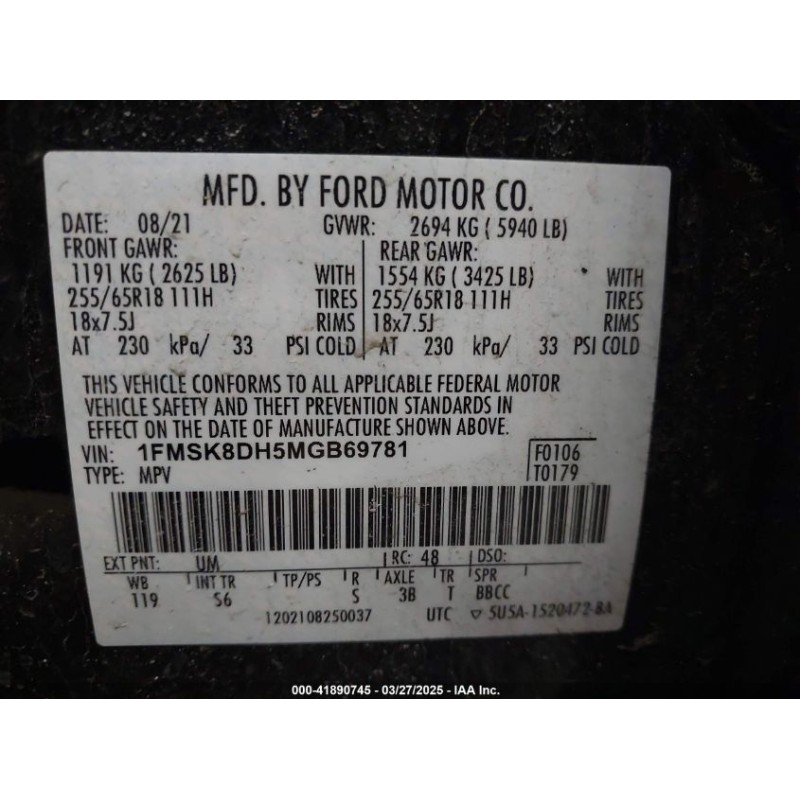 MFD. BY FORD MOTOR CO.
DATE: 08/21 GVWR: 2694 KG ( 5940 LB)
FRONT GAWR: REAR GAWR:
1191 KG ( 2625 LB) WITH 1554 KG ( 3425 LB) WITH
255/65R18 111H TIRES 255/65R18 111H TIRES
18x7.5J RIMS 18x7.5J RIMS
AT 230 kPa/ 33 PSI COLD AT 230 kPa/ 33 PSI COLD
THIS VEHICLE CONFORMS TO ALL APPLICABLE FEDERAL MOTOR
VEHICLE SAFETY AND THEFT PREVENTION STANDARDS IN
EFFECT ON THE DATE OF MANUFACTURE SHOWN ABOVE.
VIN: 1FMSK8DH5MGB69781 F0106
TYPE: MPV T0179
EXT PNT: UM RC: 48 DSO:
WB INT TR TP/PS R AXLE TR SPR
119 S6 S 3B T BBCC
1202108250037 UTC ▽ 5U5A-1520472-BA
000-41890745 - 03/27/2025 - IAA Inc.